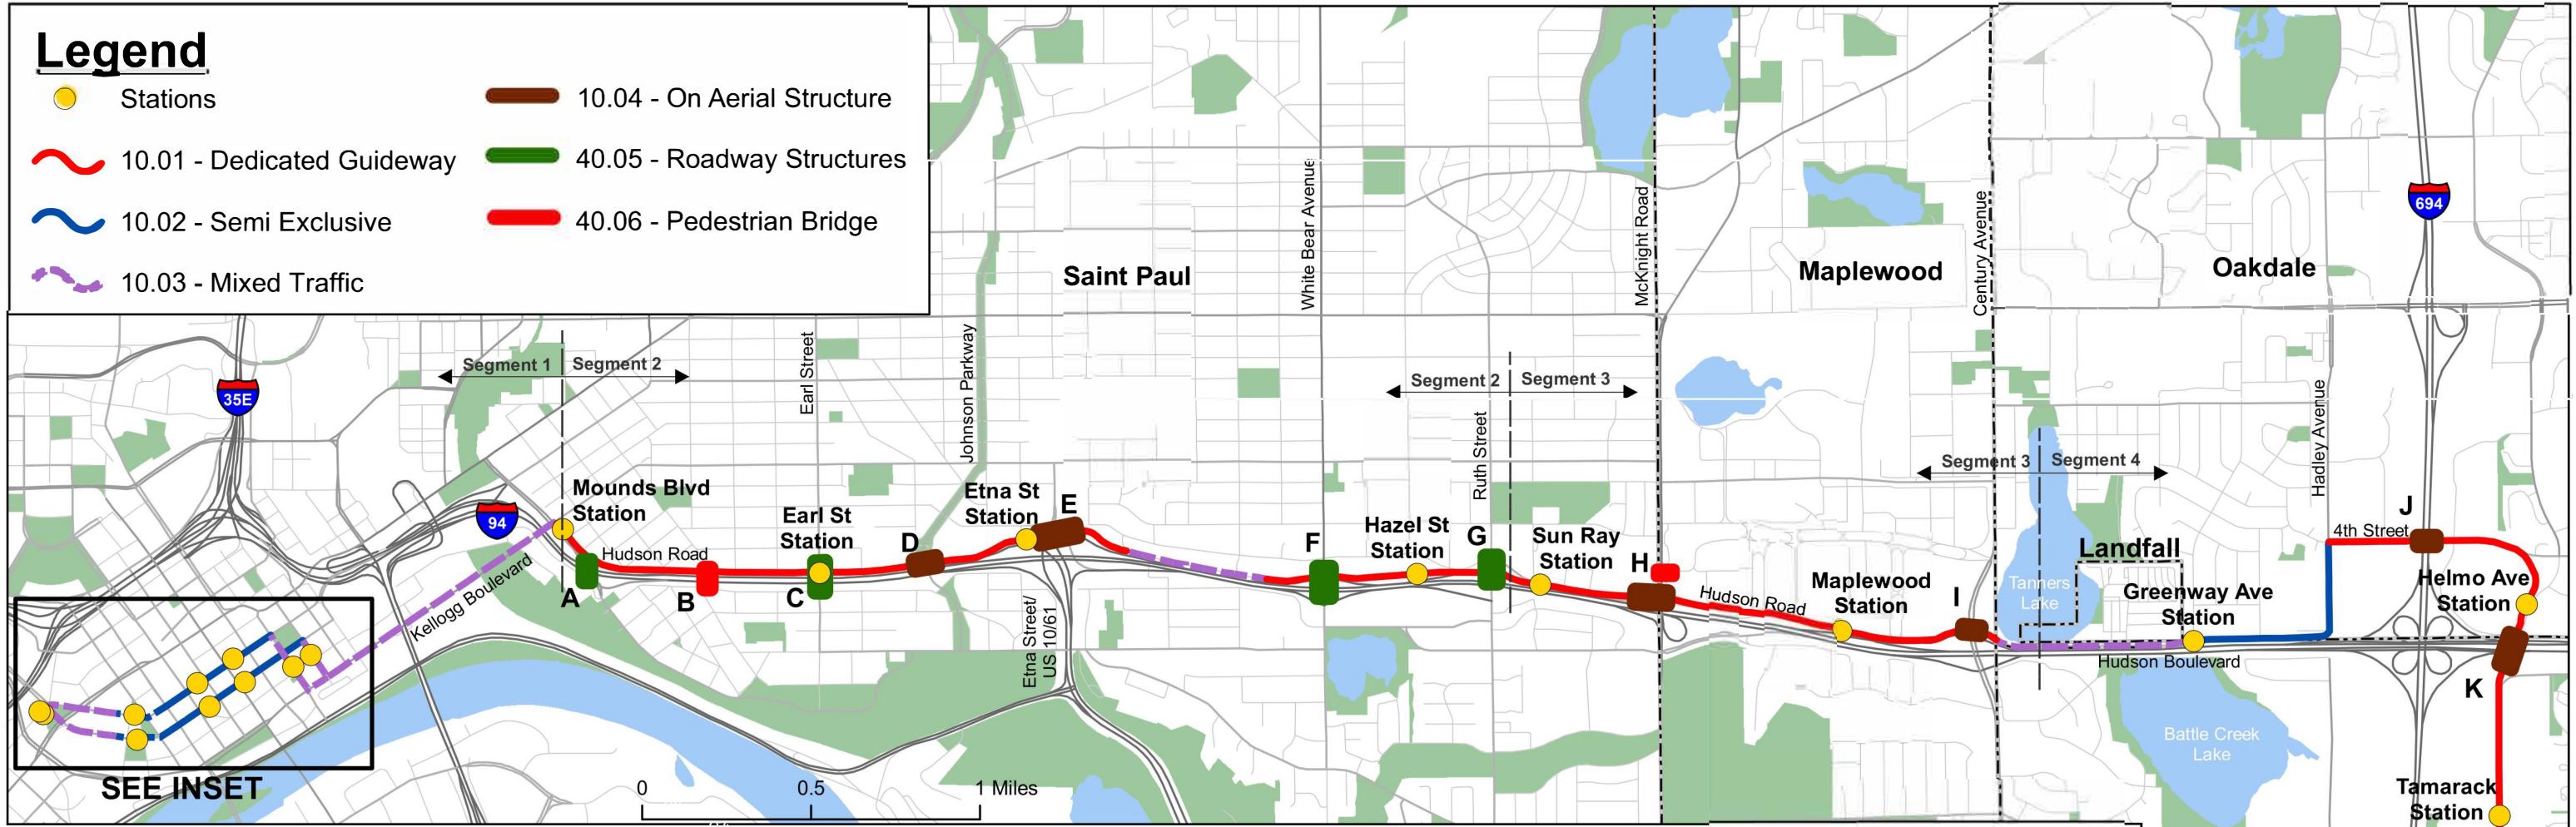 Legend
Stations
10.01 - Dedicated Guideway
10.02 - Semi Exclusive
10.03 - Mixed Traffic
10.04 - On Aerial Structure
40.05 - Roadway Structures
40.06 - Pedestrian Bridge
Saint Paul
Maplewood
Oakdale
White Bear Avenue
McKnight Road
Century Avenue
694
35E
94
Segment 1
Segment 2
Earl Street
Johnson Parkway
Segment 2
Segment 3
Ruth Street
Segment 3
Segment 4
Hadley Avenue
Mounds Blvd
Station
A
Hudson Road
B
Earl St
Station
C
D
Etna St
Station
E
Etna Street/
US 10/61
F
Hazel St
Station
G
Sun Ray
Station
H
Hudson Road
Maplewood
Station
I
Tanners
Lake
Landfall
Greenway Ave
Station
Hudson Boulevard
4th Street
J
Helmo Ave
Station
K
Battle Creek
Lake
Tamarack
Station
Kellogg Boulevard
SEE INSET
0
0.5
1 Miles